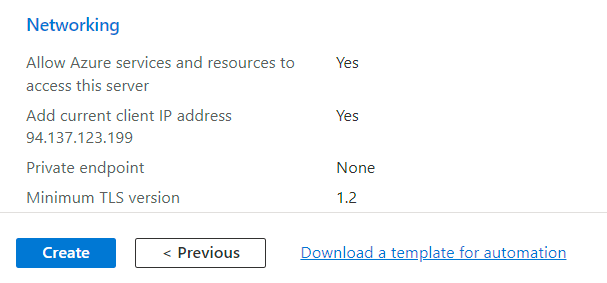 Networking
Allow Azure services and resources to Yes
access this server
Add current client IP address Yes
94.137.123.199
Private endpoint None
Minimum TLS version 1.2
Create < Previous Download a template for automation